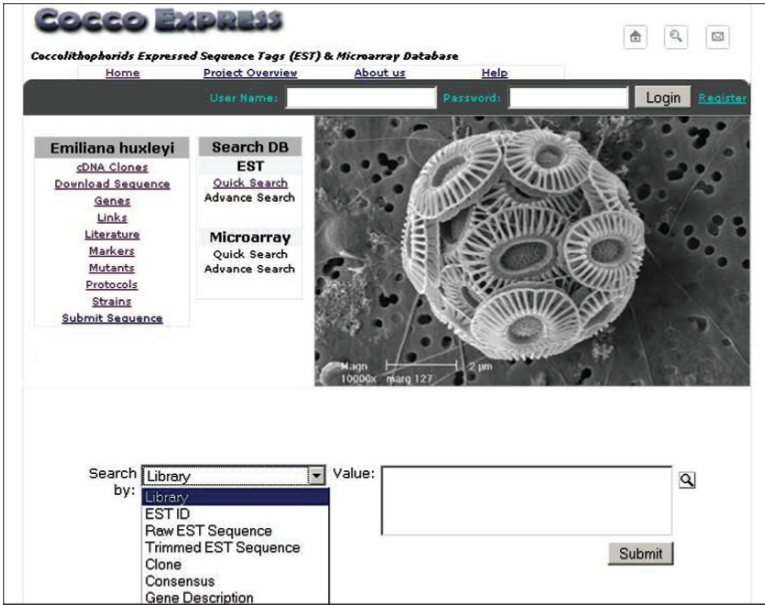 Cocco Express
Coccolithophorids Expressed Sequence Tags (EST) & Microarray Database
Home Project Overview About us Help
User Name: Password: Login Register
Emiliana huxleyi
cDNA Clones
Download Sequence
Genes
Links
Literature
Markers
Mutants
Protocols
Strains
Submit Sequence
Search DB
EST
Quick Search
Advance Search
Microarray
Quick Search
Advance Search
Magn 2 µm
10000x marg 127
Search by: Library Value:
Library
EST ID
Raw EST Sequence
Trimmed EST Sequence
Clone
Consensus
Gene Description
Submit